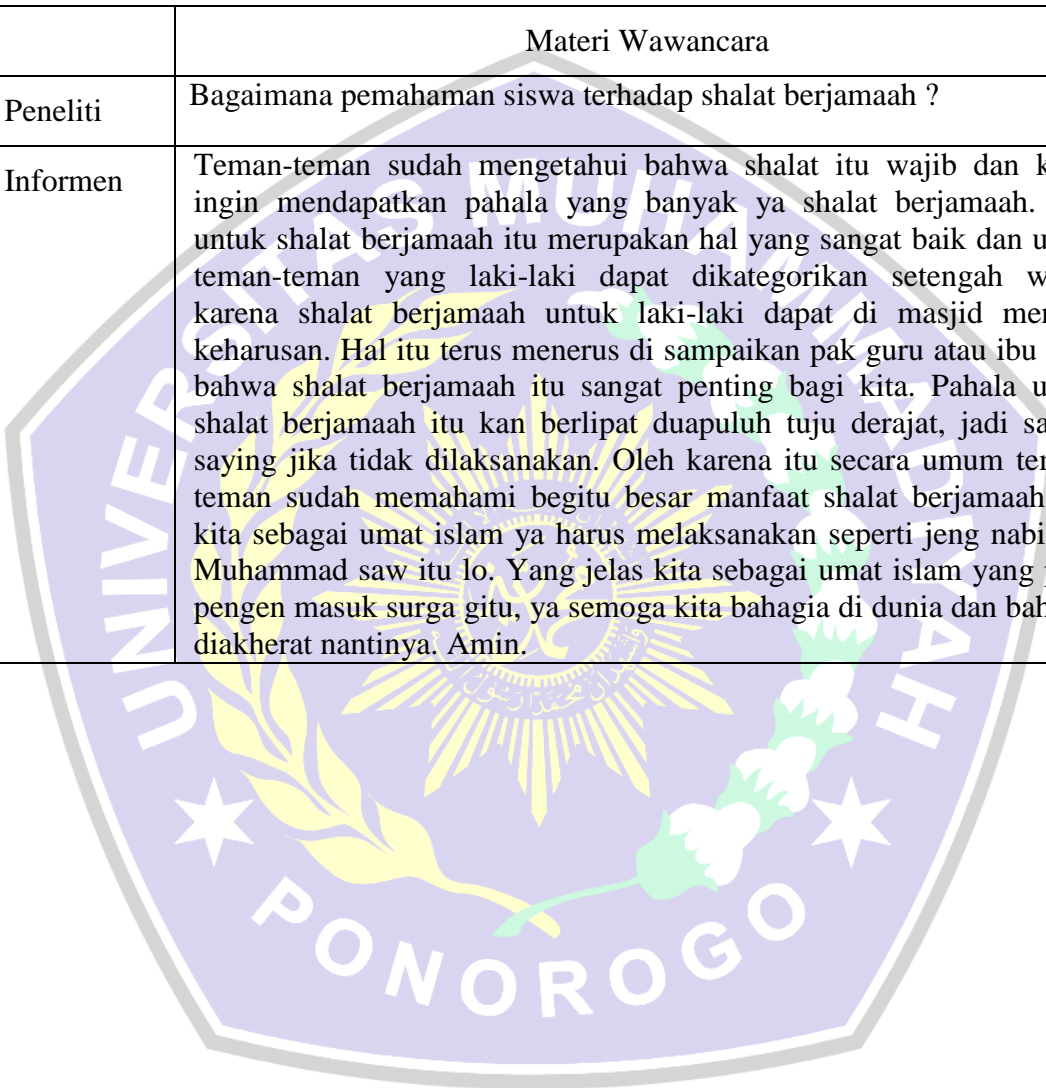 Materi Wawancara
Peneliti Bagaimana pemahaman siswa terhadap shalat berjamaah ?
Informen Teman-teman sudah mengetahui bahwa shalat itu wajib dan
ingin mendapatkan pahala yang banyak ya shalat berjamaah.
untuk shalat berjamaah itu merupakan hal yang sangat baik dan
teman-teman yang laki-laki dapat dikategorikan setengah
karena shalat berjamaah untuk laki-laki dapat di masjid
keharusan. Hal itu terus menerus di sampaikan pak guru atau ibu
bahwa shalat berjamaah itu sangat penting bagi kita. Pahala
shalat berjamaah itu kan berlipat duapuluh tuju derajat, jadi
saying jika tidak dilaksanakan. Oleh karena itu secara umum
teman sudah memahami begitu besar manfaat shalat berjamaah
kita sebagai umat islam ya harus melaksanakan seperti jeng nabi
Muhammad saw itu lo. Yang jelas kita sebagai umat islam yang
pengen masuk surga gitu, ya semoga kita bahagia di dunia dan
diakherat nantinya. Amin.
UNIVERSITAS MUHAMMADIYAH
PONOROGO